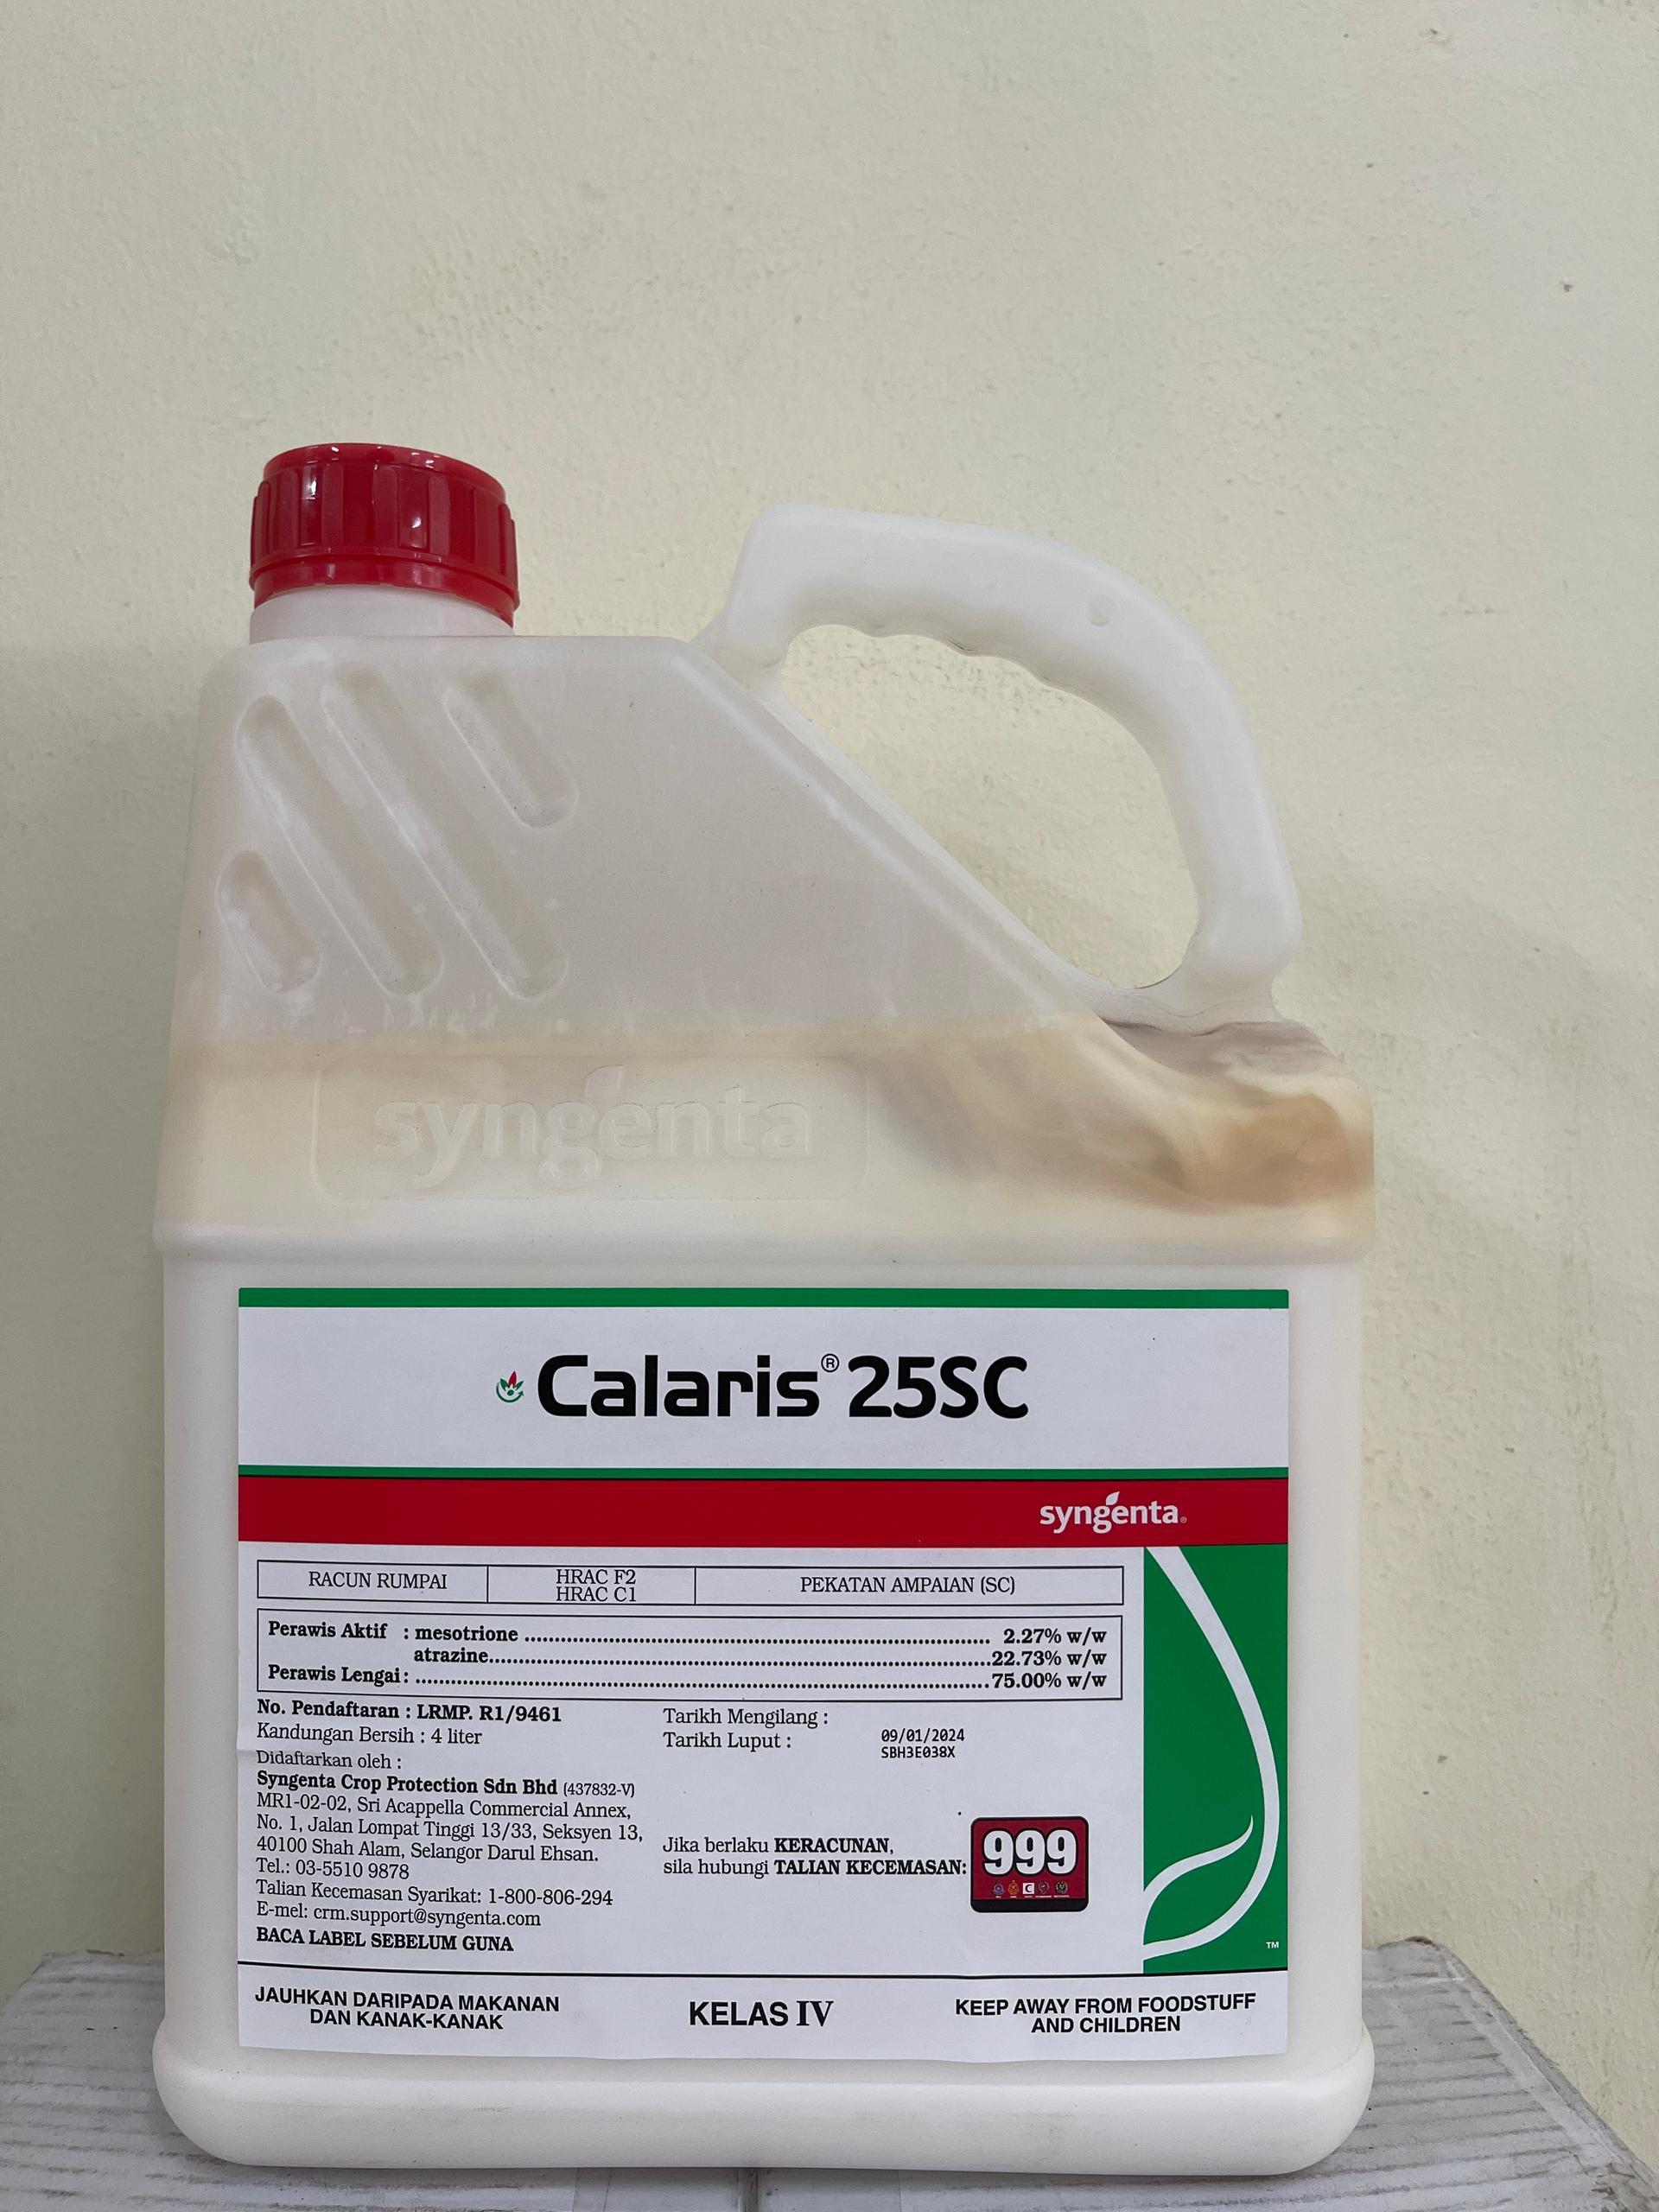 syngenta
Calaris® 25SC
syngenta®
RACUN RUMPAI
HRAC F2
HRAC C1
PEKATAN AMPAIAN (SC)
Perawis Aktif : mesotrione ........ 2.27% w/w
atrazine........22.73% w/w
Perawis Lengai: ........75.00% w/w
No. Pendaftaran : LRMP. R1/9461
Kandungan Bersih : 4 liter
Didaftarkan oleh :
Syngenta Crop Protection Sdn Bhd (437832-V)
MR1-02-02, Sri Acappella Commercial Annex,
No. 1, Jalan Lompat Tinggi 13/33, Seksyen 13,
40100 Shah Alam, Selangor Darul Ehsan.
Tel.: 03-5510 9878
Talian Kecemasan Syarikat: 1-800-806-294
E-mel: crm.support@syngenta.com
BACA LABEL SEBELUM GUNA
Tarikh Mengilang :
Tarikh Luput :
09/01/2024
SBH3E038X
Jika berlaku KERACUNAN,
sila hubungi TALIAN KECEMASAN:
999
TM
JAUHKAN DARIPADA MAKANAN
DAN KANAK-KANAK
KELAS IV
KEEP AWAY FROM FOODSTUFF
AND CHILDREN